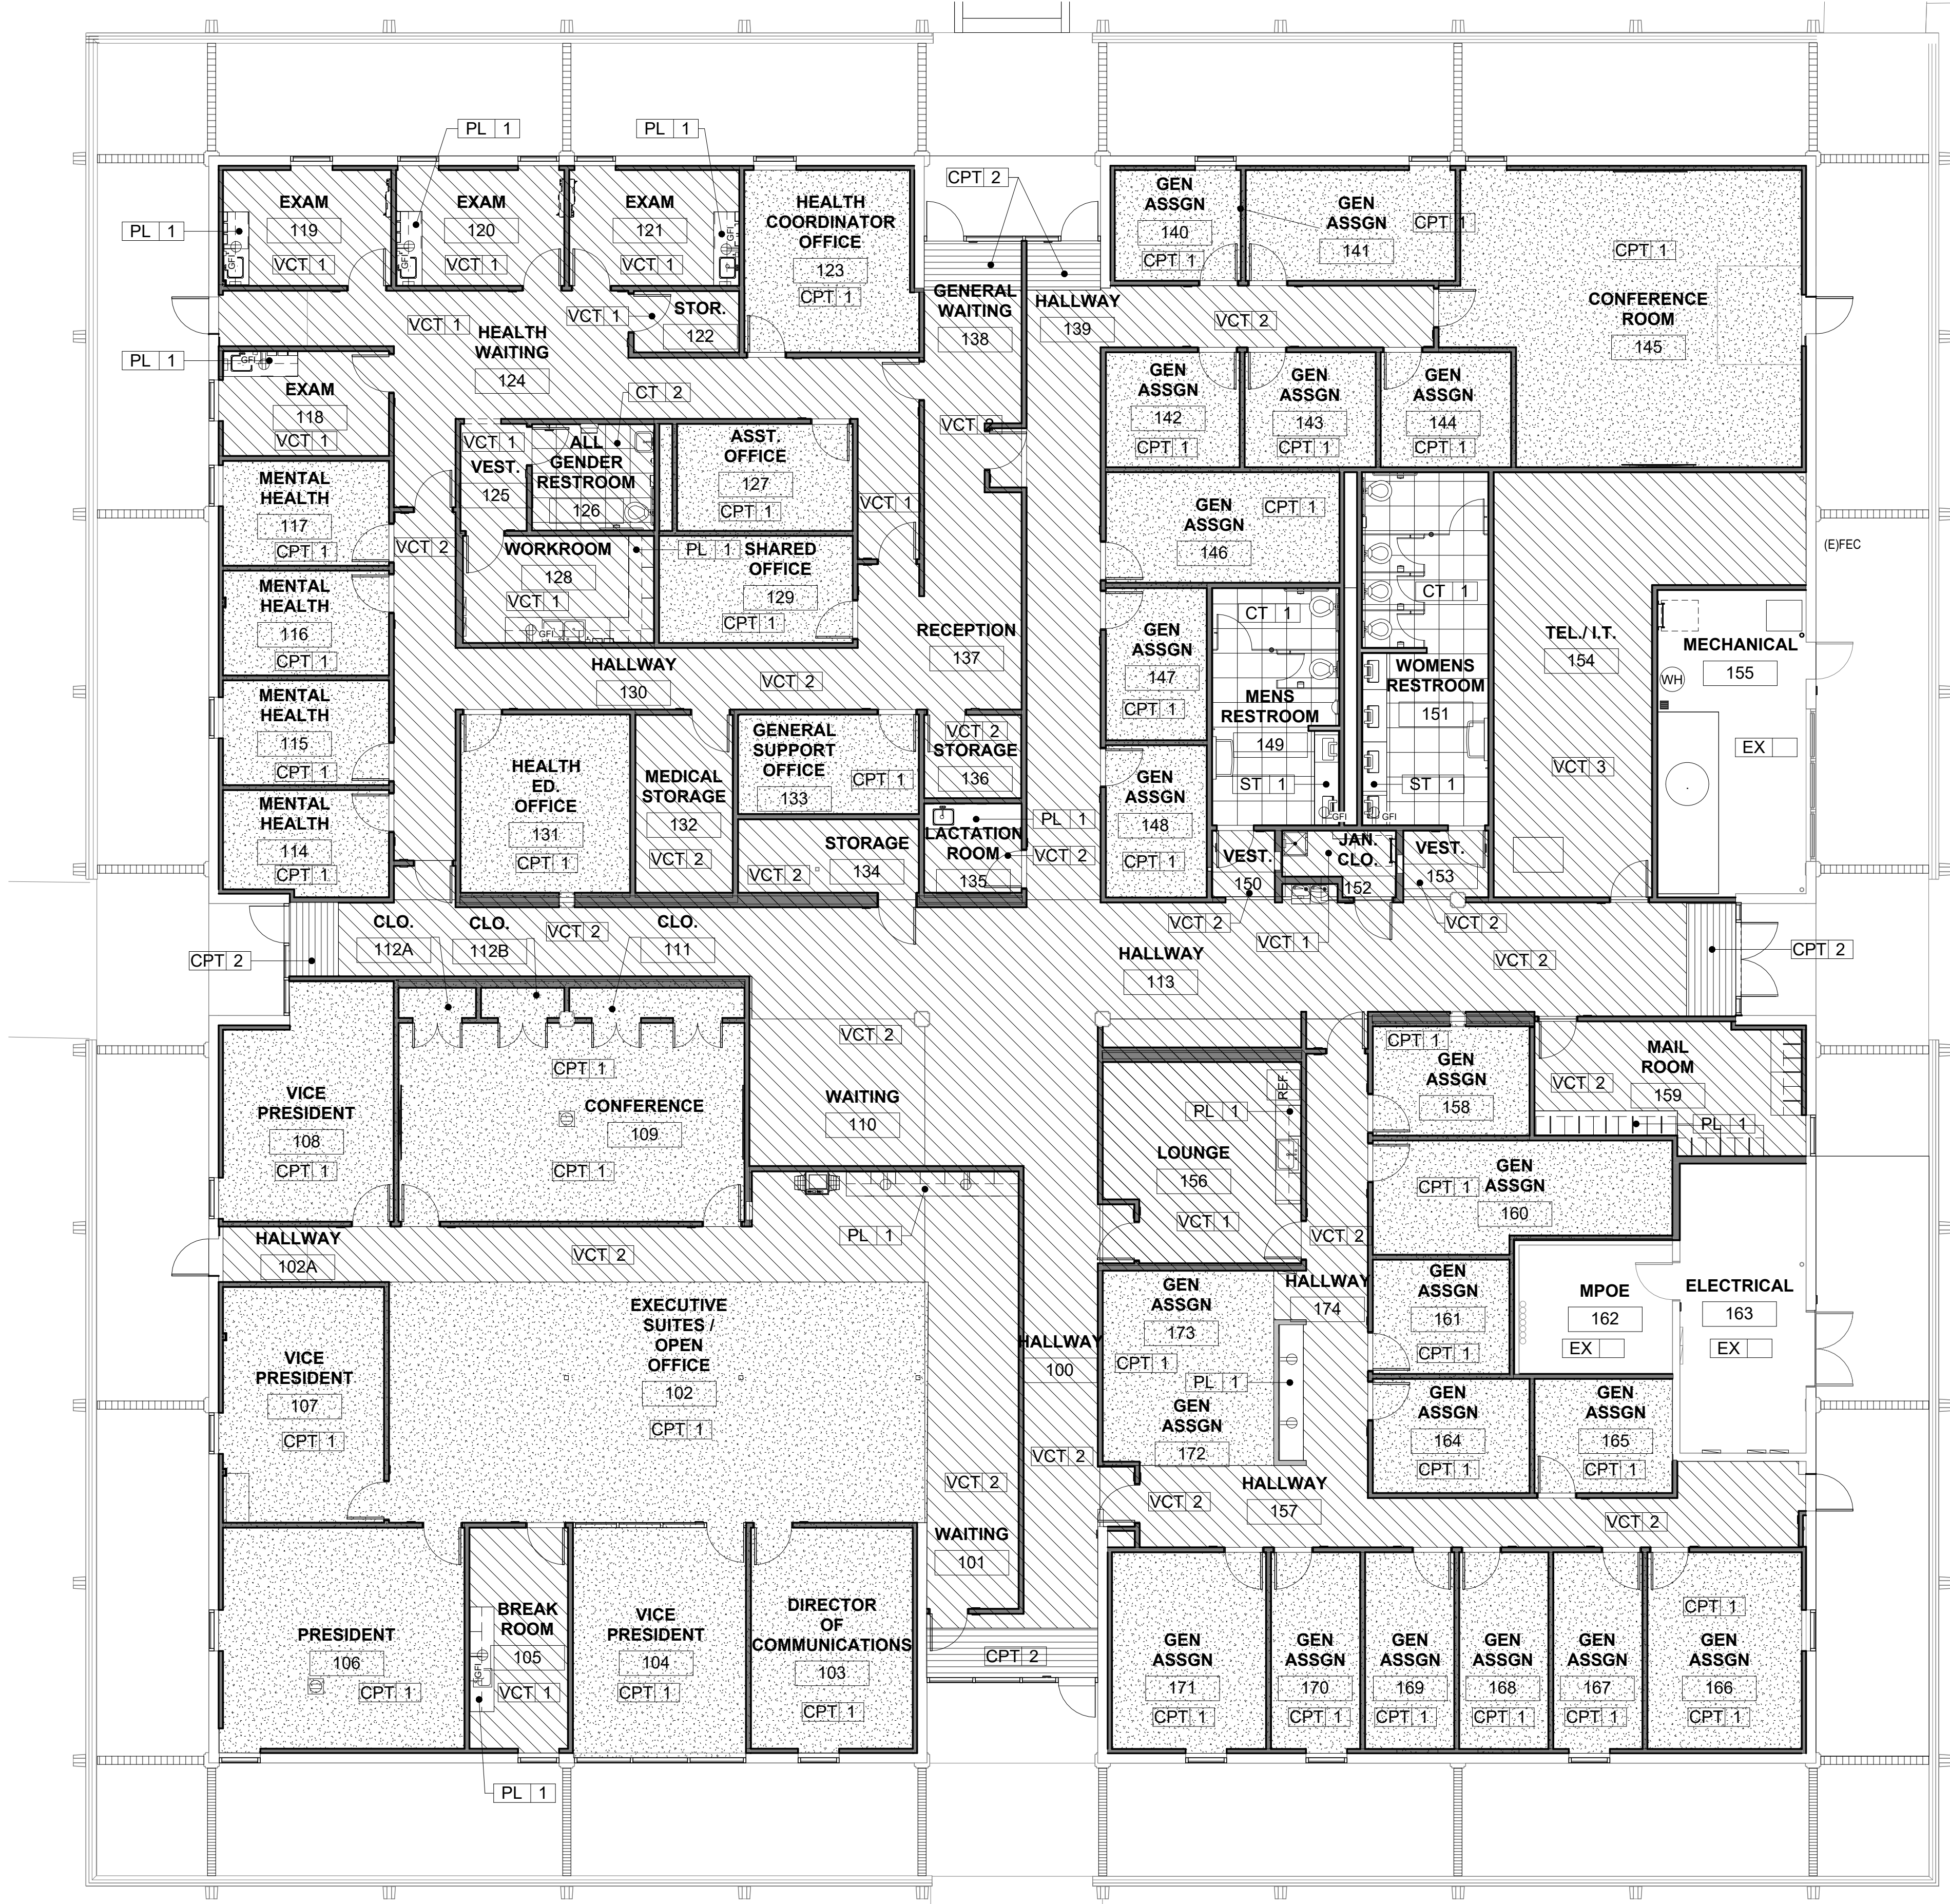 PL 1
PL 1
CPT 2
EXAM
119
VCT 1
PL 1
GFI
EXAM
120
VCT 1
GFI
EXAM
121
VCT 1
GFI
HEALTH
COORDINATOR
OFFICE
123
CPT 1
GEN
ASSGN
140
CPT 1
GEN
ASSGN
141
CPT 1
CPT 1
CONFERENCE
ROOM
145
VCT 1
STOR.
122
VCT 1
HEALTH
WAITING
124
GENERAL
WAITING
138
HALLWAY
139
VCT 2
PL 1
GFI
EXAM
118
VCT 1
CT 2
VCT 2
GEN
ASSGN
142
CPT 1
GEN
ASSGN
143
CPT 1
GEN
ASSGN
144
CPT 1
VCT 1
VEST.
125
ALL
GENDER
RESTROOM
126
ASST.
OFFICE
127
CPT 1
VCT 1
MENTAL
HEALTH
117
CPT 1
VCT 2
GEN
ASSGN
146
CPT 1
(E)FEC
WORKROOM
128
VCT 1
GFI
PL 1
SHARED
OFFICE
129
CPT 1
MENTAL
HEALTH
116
CPT 1
CT 1
CT 1
RECEPTION
137
GEN
ASSGN
147
CPT 1
TEL./ I.T.
154
MECHANICAL
155
WH
HALLWAY
130
VCT 2
MENTAL
HEALTH
115
CPT 1
MENS
RESTROOM
149
ST 1
GFI
WOMENS
RESTROOM
151
ST 1
GFI
EX
VCT 3
HEALTH
ED.
OFFICE
131
CPT 1
MEDICAL
STORAGE
132
VCT 2
GENERAL
SUPPORT
OFFICE
133
CPT 1
VCT 2
STORAGE
136
GEN
ASSGN
148
CPT 1
MENTAL
HEALTH
114
CPT 1
STORAGE
134
VCT 2
LACTATION
ROOM
135
PL 1
VCT 2
VEST.
150
JAN.
CLO.
152
VEST.
153
CLO.
112A
CLO.
112B
VCT 2
CLO.
111
VCT 2
VCT 1
VCT 2
CPT 2
HALLWAY
113
VCT 2
CPT 2
VCT 2
CPT 1
VICE
PRESIDENT
108
CPT 1
CONFERENCE
109
CPT 1
WAITING
110
REF.
PL 1
LOUNGE
156
VCT 1
CPT 1
GEN
ASSGN
158
MAIL
ROOM
159
VCT 2
PL 1
GEN
ASSGN
160
CPT 1
PL 1
VCT 2
HALLWAY
102A
VCT 2
EXECUTIVE
SUITES /
OPEN
OFFICE
102
CPT 1
GEN
ASSGN
173
CPT 1
HALLWAY
174
GEN
ASSGN
161
CPT 1
MPOE
162
EX
ELECTRICAL
163
EX
VICE
PRESIDENT
107
CPT 1
HALLWAY
100
VCT 2
PL 1
GEN
ASSGN
172
GEN
ASSGN
164
CPT 1
GEN
ASSGN
165
CPT 1
VCT 2
HALLWAY
157
VCT 2
VCT 2
WAITING
101
PRESIDENT
106
CPT 1
BREAK
ROOM
105
VCT 1
GFI
VICE
PRESIDENT
104
CPT 1
DIRECTOR
OF
COMMUNICATIONS
103
CPT 1
CPT 2
GEN
ASSGN
171
CPT 1
GEN
ASSGN
170
CPT 1
GEN
ASSGN
169
CPT 1
GEN
ASSGN
168
CPT 1
GEN
ASSGN
167
CPT 1
CPT 1
GEN
ASSGN
166
CPT 1
PL 1